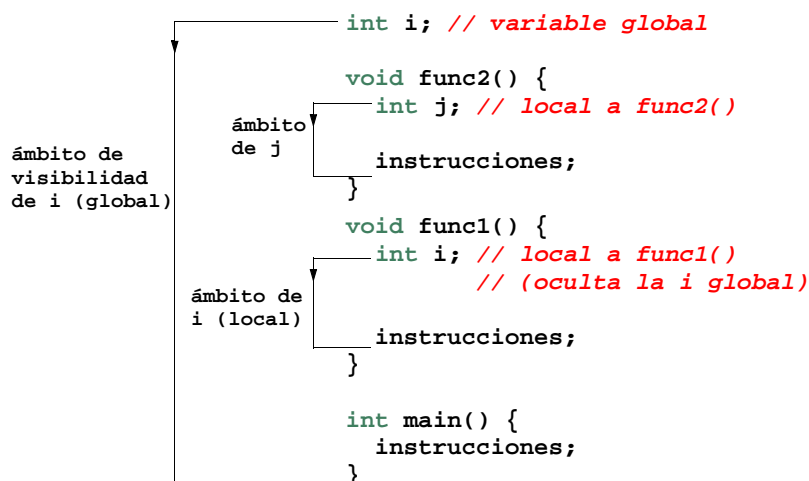 int i; // variable global
void func2() {
int j; // local a func2()
ámbito
de j
instrucciones;
}
ámbito de
visibilidad
de i (global)
void func1() {
int i; // local a func1()
// (oculta la i global)
ámbito de
i (local)
instrucciones;
}
int main() {
instrucciones;
}